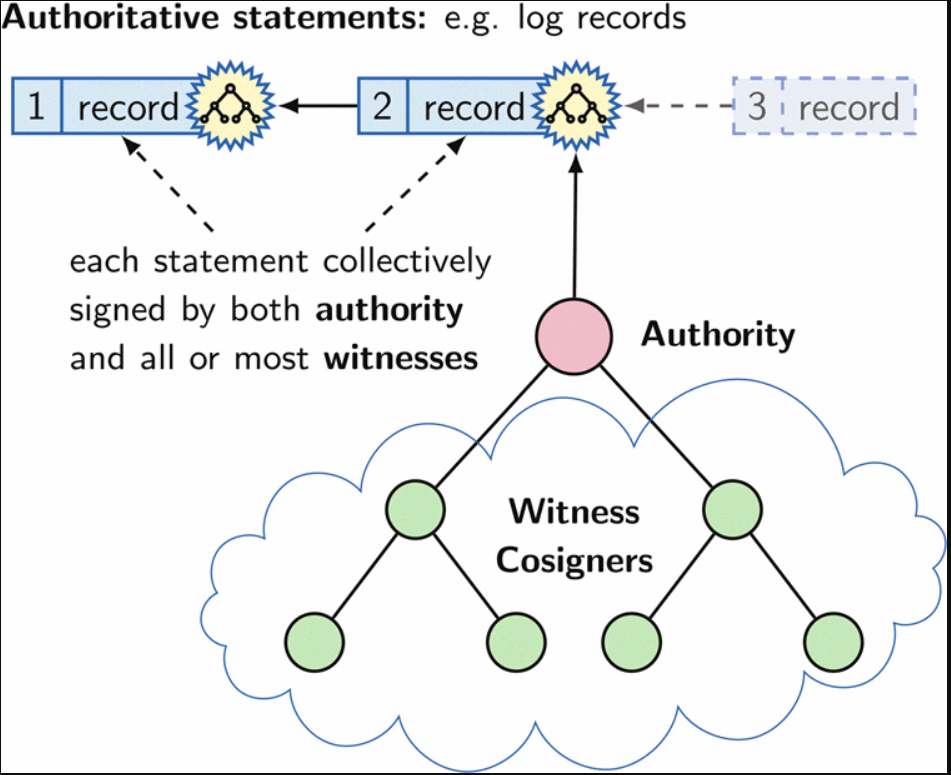 Authoritative statements: e.g. log records
1 record 2 record 3 record
each statement collectively
signed by both authority
and all or most witnesses
Authority
Witness
Cosigners